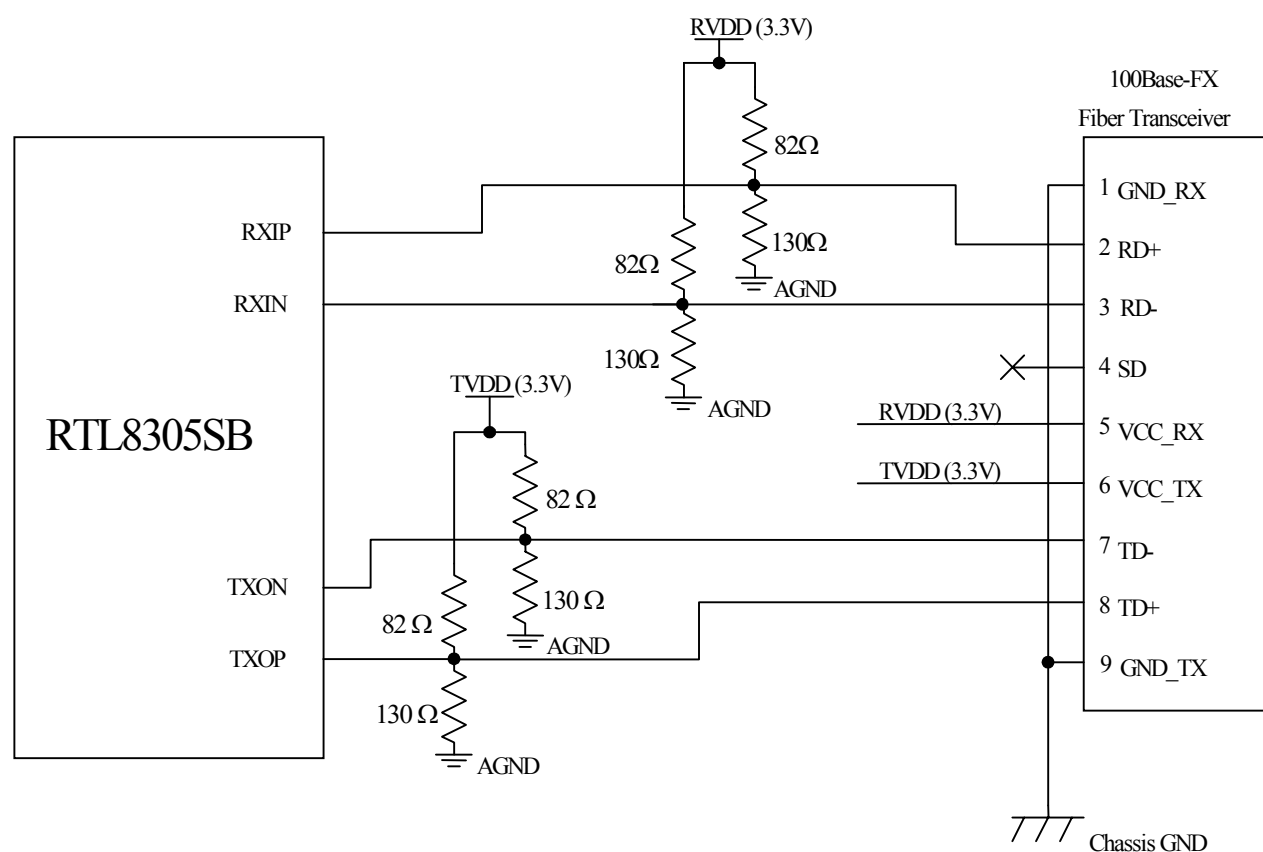 RVDD (3.3V)
100Base-FX
Fiber Transceiver
82Ω
1 GND_RX
RXIP
130Ω
2 RD+
82Ω
AGND
RXIN
3 RD-
130Ω
4 SD
TVDD (3.3V)
AGND
RVDD (3.3V)
5 VCC_RX
RTL8305SB
TVDD (3.3V)
6 VCC_TX
82 Ω
7 TD-
TXON
130 Ω
8 TD+
82 Ω
AGND
TXOP
9 GND_TX
130 Ω
AGND
Chassis GND